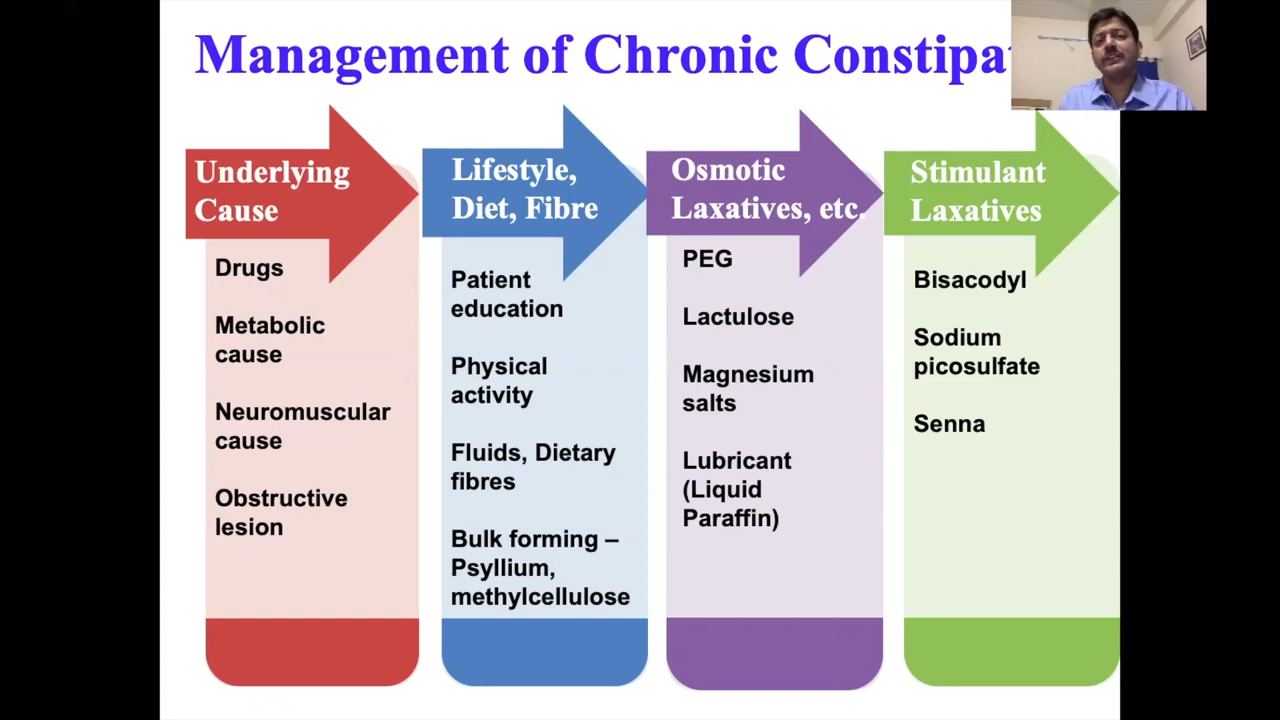 Management of Chronic Constipa
Underlying
Cause
Drugs
Metabolic
cause
Neuromuscular
cause
Obstructive
lesion
Lifestyle,
Diet, Fibre
Patient
education
Physical
activity
Fluids, Dietary
fibres
Bulk forming –
Psyllium,
methylcellulose
Osmotic
Laxatives, etc.
PEG
Lactulose
Magnesium
salts
Lubricant
(Liquid
Paraffin)
Stimulant
Laxatives
Bisacodyl
Sodium
picosulfate
Senna